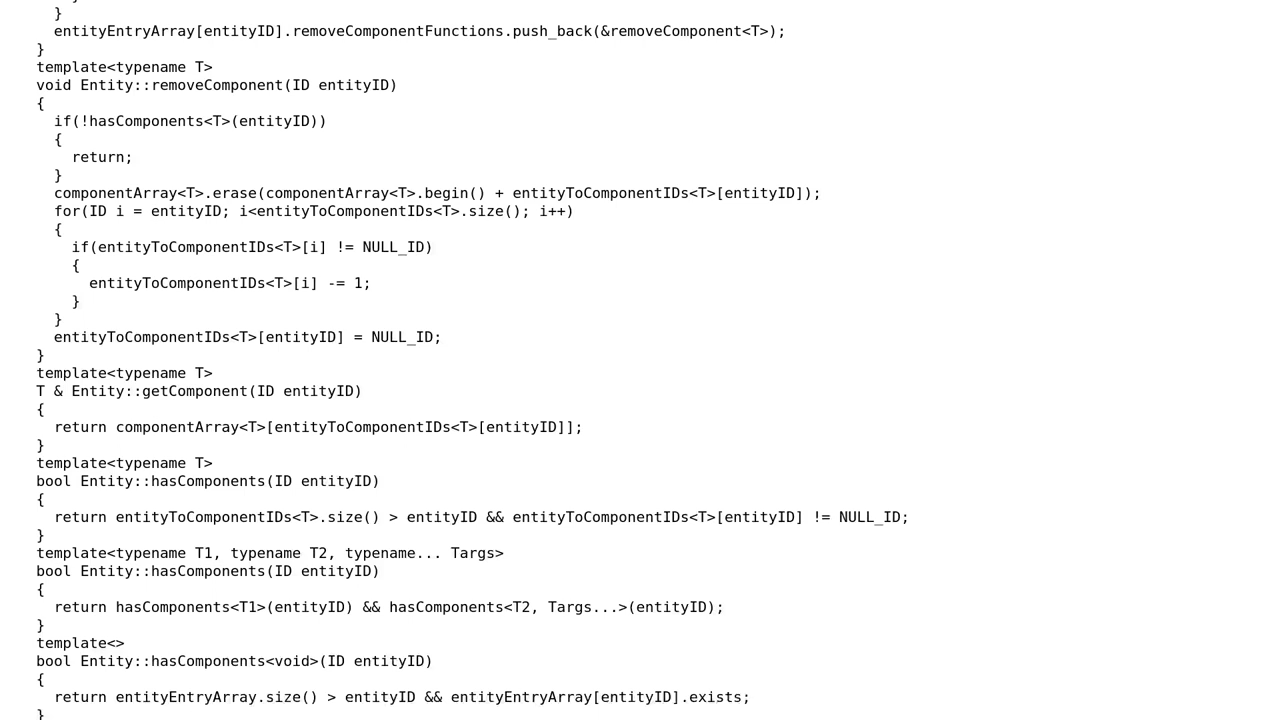 }
entityEntryArray[entityID].removeComponentFunctions.push_back(&removeComponent<T>);
}
template<typename T>
void Entity::removeComponent(ID entityID)
{
if(!hasComponents<T>(entityID))
{
return;
}
componentArray<T>.erase(componentArray<T>.begin() + entityToComponentIDs<T>[entityID]);
for(ID i = entityID; i<entityToComponentIDs<T>.size(); i++)
{
if(entityToComponentIDs<T>[i] != NULL_ID)
{
entityToComponentIDs<T>[i] -= 1;
}
}
entityToComponentIDs<T>[entityID] = NULL_ID;
}
template<typename T>
T & Entity::getComponent(ID entityID)
{
return componentArray<T>[entityToComponentIDs<T>[entityID]];
}
template<typename T>
bool Entity::hasComponents(ID entityID)
{
return entityToComponentIDs<T>.size() > entityID && entityToComponentIDs<T>[entityID] != NULL_ID;
}
template<typename T1, typename T2, typename... Targs>
bool Entity::hasComponents(ID entityID)
{
return hasComponents<T1>(entityID) && hasComponents<T2, Targs...>(entityID);
}
template<>
bool Entity::hasComponents<void>(ID entityID)
{
return entityEntryArray.size() > entityID && entityEntryArray[entityID].exists;
}